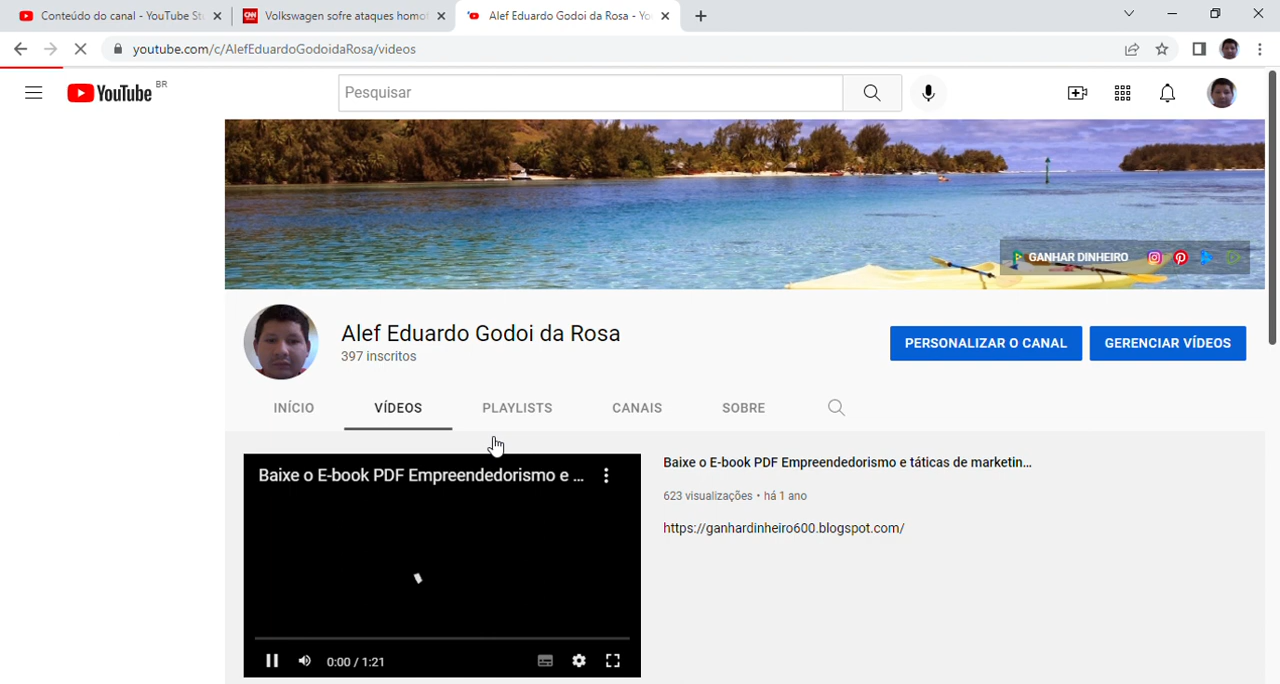 Conteúdo do canal - YouTube St
Volkswagen sofre ataques homof
Alef Eduardo Godoi da Rosa - Yo
youtube.com/c/AlefEduardoGodoidaRosa/videos
YouTube BR
Pesquisar
GANHAR DINHEIRO
Alef Eduardo Godoi da Rosa
397 inscritos
PERSONALIZAR O CANAL
GERENCIAR VÍDEOS
INÍCIO
VÍDEOS
PLAYLISTS
CANAIS
SOBRE
Baixe o E-book PDF Empreendedorismo e ...
0:00 / 1:21
Baixe o E-book PDF Empreendedorismo e táticas de marketin...
623 visualizações • há 1 ano
https://ganhardinheiro600.blogspot.com/